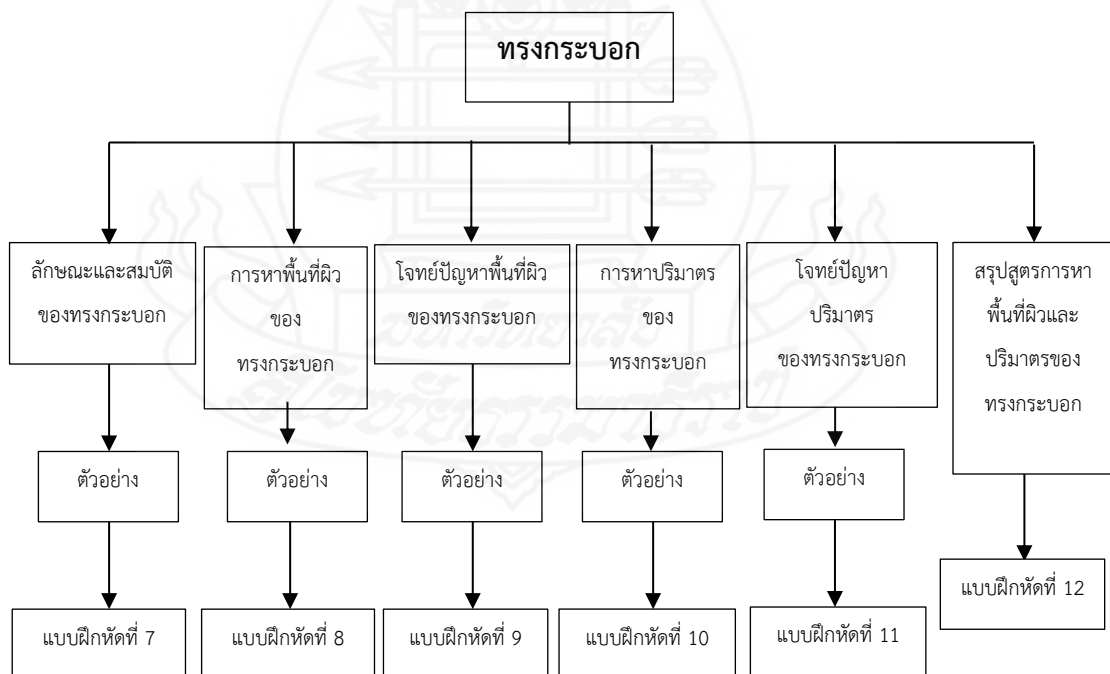 ทรงกระบอก
ลักษณะและสมบัติ
ของทรงกระบอก
การหาพื้นที่ผิว
ของ
ทรงกระบอก
โจทย์ปัญหาพื้นที่ผิว
ของทรงกระบอก
การหาปริมาตร
ของ
ทรงกระบอก
โจทย์ปัญหา
ปริมาตร
ของทรงกระบอก
สรุปสูตรการหา
พื้นที่ผิวและ
ปริมาตรของ
ทรงกระบอก
ตัวอย่าง
ตัวอย่าง
ตัวอย่าง
ตัวอย่าง
ตัวอย่าง
แบบฝึกหัดที่ 7
แบบฝึกหัดที่ 8
แบบฝึกหัดที่ 9
แบบฝึกหัดที่ 10
แบบฝึกหัดที่ 11
แบบฝึกหัดที่ 12